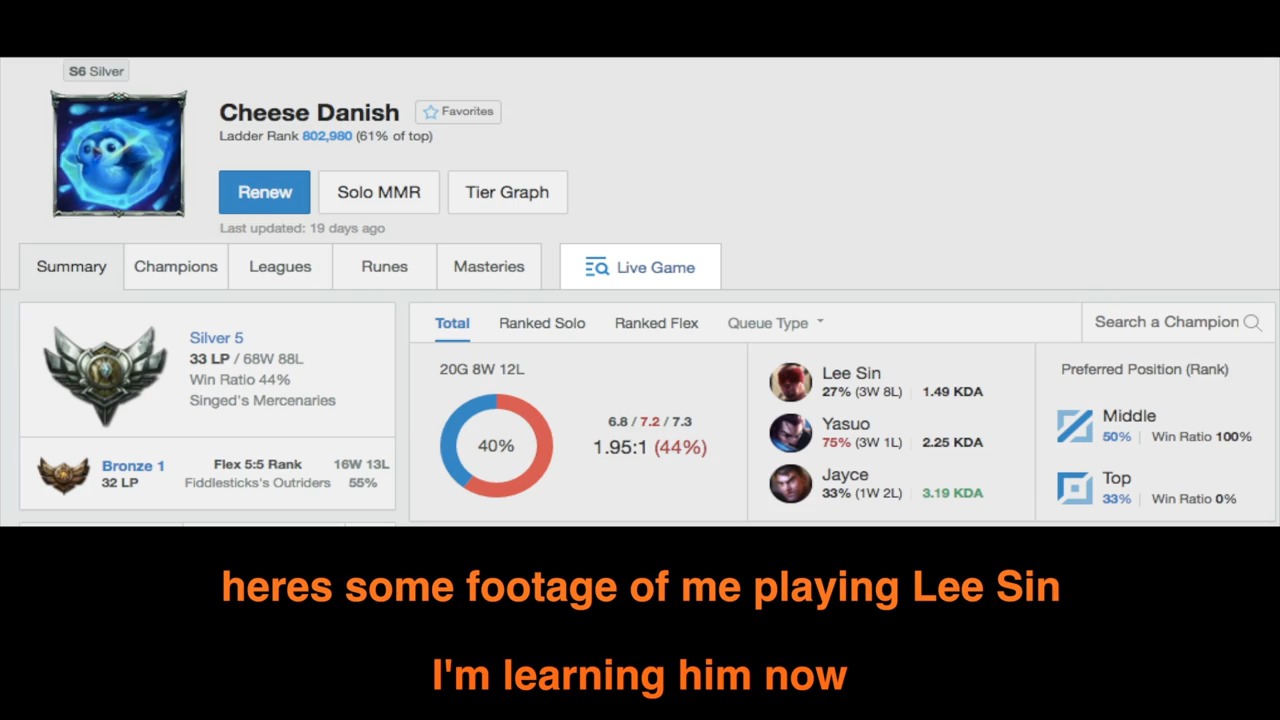 S6 Silver
Cheese Danish
Favorites
Ladder Rank 802,980 (61% of top)
Renew
Solo MMR
Tier Graph
Last updated: 19 days ago
Summary
Champions
Leagues
Runes
Masteries
Live Game
Silver 5
33 LP / 68W 88L
Win Ratio 44%
Singed's Mercenaries
Bronze 1
32 LP
Flex 5:5 Rank
Fiddlesticks's Outriders
16W 13L
55%
Total
Ranked Solo
Ranked Flex
Queue Type
Search a Champion
20G 8W 12L
40%
6.8 / 7.2 / 7.3
1.95:1 (44%)
Lee Sin
27% (3W 8L) 1.49 KDA
Yasuo
75% (3W 1L) 2.25 KDA
Jayce
33% (1W 2L) 3.19 KDA
Preferred Position (Rank)
Middle
50% Win Ratio 100%
Top
33% Win Ratio 0%
heres some footage of me playing Lee Sin
I'm learning him now